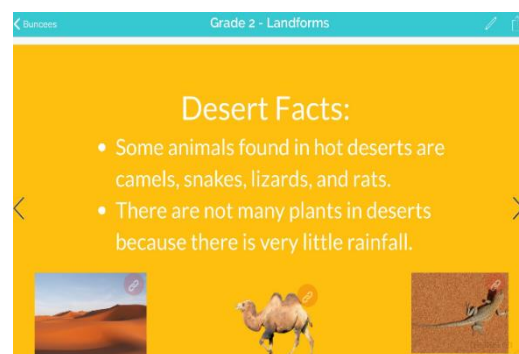 Buncees
Grade 2 - Landforms
Desert Facts:
• Some animals found in hot deserts are
camels, snakes, lizards, and rats.
• There are not many plants in deserts
because there is very little rainfall.